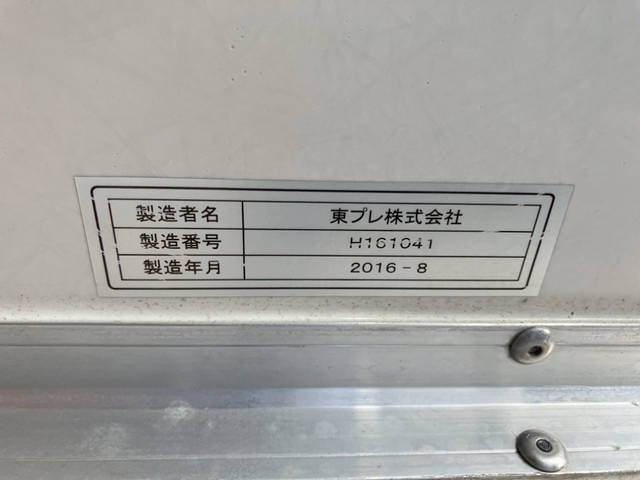 製造者名 東プレ株式会社
製造番号 H161041
製造年月 2016-8